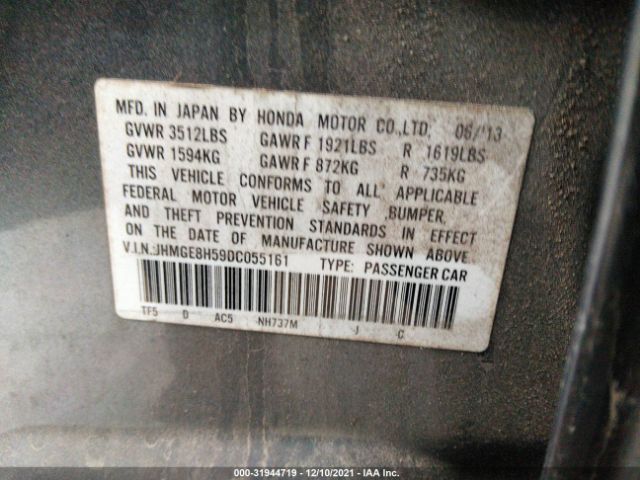 MFD. IN JAPAN BY HONDA MOTOR CO.,LTD. 06/'13
GVWR 3512LBS GAWR F 1921LBS R 1619LBS
GVWR 1594KG GAWR F 872KG R 735KG
THIS VEHICLE CONFORMS TO ALL APPLICABLE
FEDERAL MOTOR VEHICLE SAFETY, BUMPER,
AND THEFT PREVENTION STANDARDS IN EFFECT
ON THE DATE OF MANUFACTURE SHOWN ABOVE.
V.I.N.:JHMGE8H59DC055161 TYPE: PASSENGER CAR
TF5 D AC5 NH737M J C
000-31944719 - 12/10/2021 - IAA Inc.